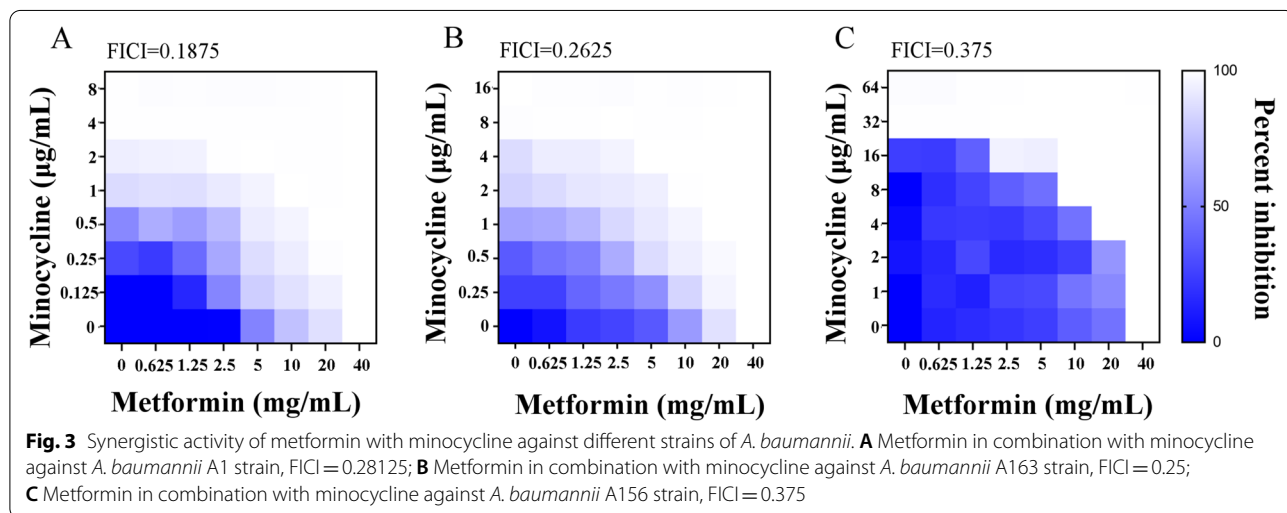 A
FICI=0.1875
B
FICI=0.2625
C
FICI=0.375
Minocycline (µg/mL)
8
4
2
1
0.5
0.25
0.125
0
0 0.625 1.25 2.5 5 10 20 40
Metformin (mg/mL)
Minocycline (µg/mL)
16
8
4
2
1
0.5
0.25
0
0 0.625 1.25 2.5 5 10 20 40
Metformin (mg/mL)
Minocycline (µg/mL)
64
32
16
8
4
2
1
0
0 0.625 1.25 2.5 5 10 20 40
Metformin (mg/mL)
100
50
0
Percent inhibition
Fig. 3 Synergistic activity of metformin with minocycline against different strains of A. baumannii. A Metformin in combination with minocycline
against A. baumannii A1 strain, FICI = 0.28125; B Metformin in combination with minocycline against A. baumannii A163 strain, FICI = 0.25;
C Metformin in combination with minocycline against A. baumannii A156 strain, FICI = 0.375